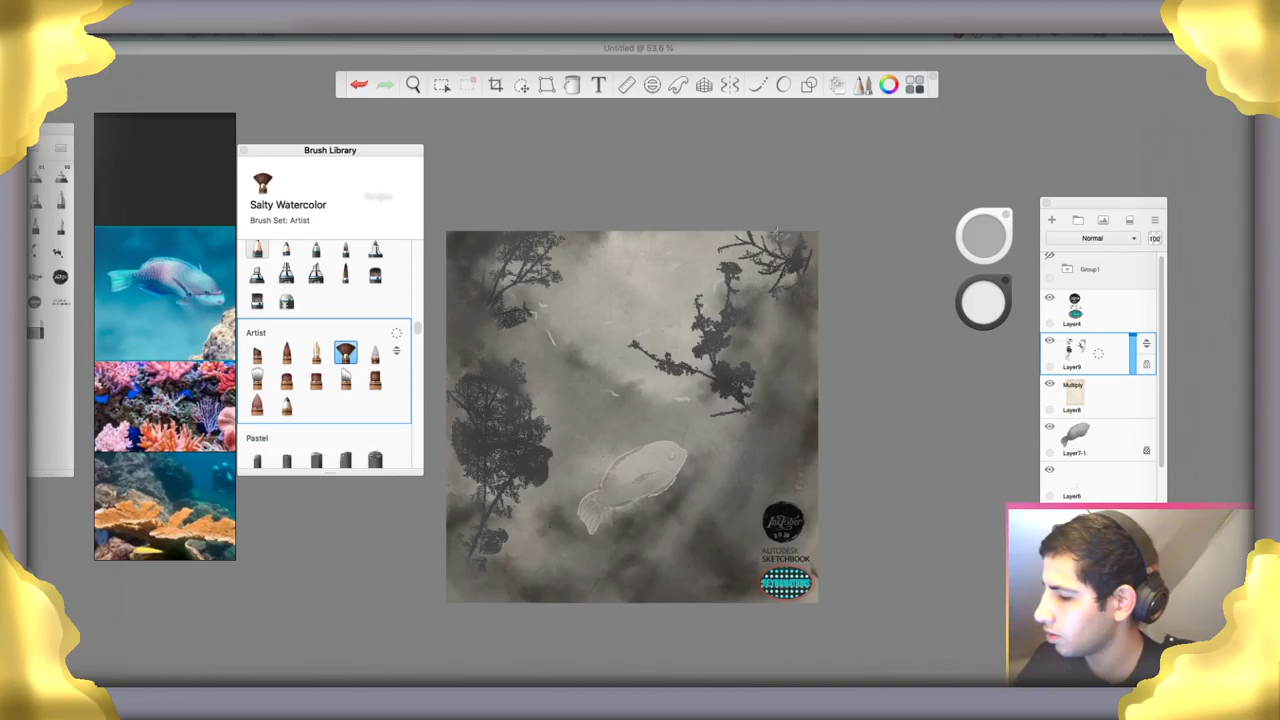 Untitled @ 53.6 %
T
Brush Library
Salty Watercolor
Brush Set: Artist
Artist
Pastel
Normal
100
Group1
Layer4
Layer9
Multiply
Layer8
Layer7-1
Layer6
AUTODESK
SKETCHBOOK